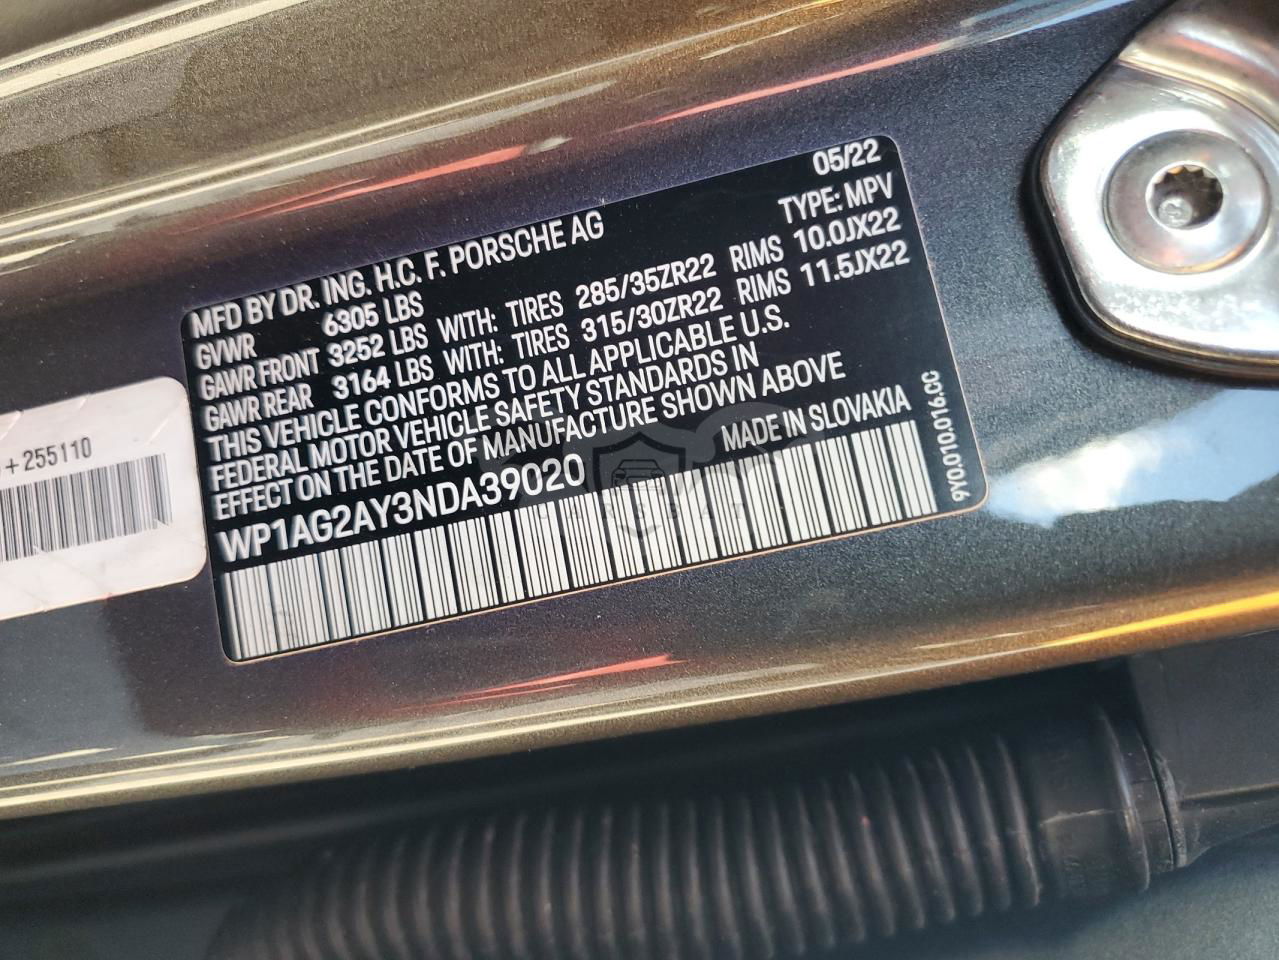 05/22
MFD BY DR. ING. H.C. F. PORSCHE AG
TYPE: MPV
GVWR 6305 LBS
GAWR FRONT 3252 LBS WITH: TIRES 285/35ZR22 RIMS 10.0JX22
GAWR REAR 3164 LBS WITH: TIRES 315/30ZR22 RIMS 11.5JX22
THIS VEHICLE CONFORMS TO ALL APPLICABLE U.S.
FEDERAL MOTOR VEHICLE SAFETY STANDARDS IN
EFFECT ON THE DATE OF MANUFACTURE SHOWN ABOVE
MADE IN SLOVAKIA
WP1AG2AY3NDA39020
9Y0.010.016.CC
+255110